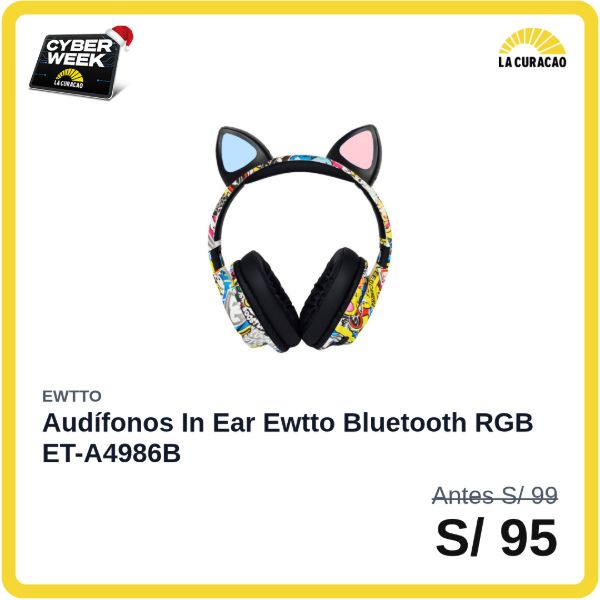 CYBER
WEEK
LA CURACAO
LA CURACAO
EWTTO
Audífonos In Ear Ewtto Bluetooth RGB
ET-A4986B
Antes S/ 99
S/ 95